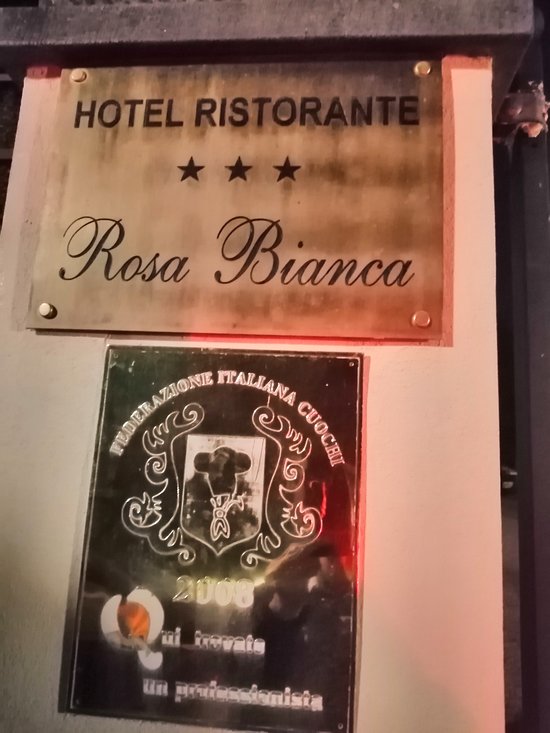 HOTEL RISTORANTE
★ ★ ★
Rosa Bianca
FEDERAZIONE ITALIANA CUOCHI
2008
Qui trovate
un professionista